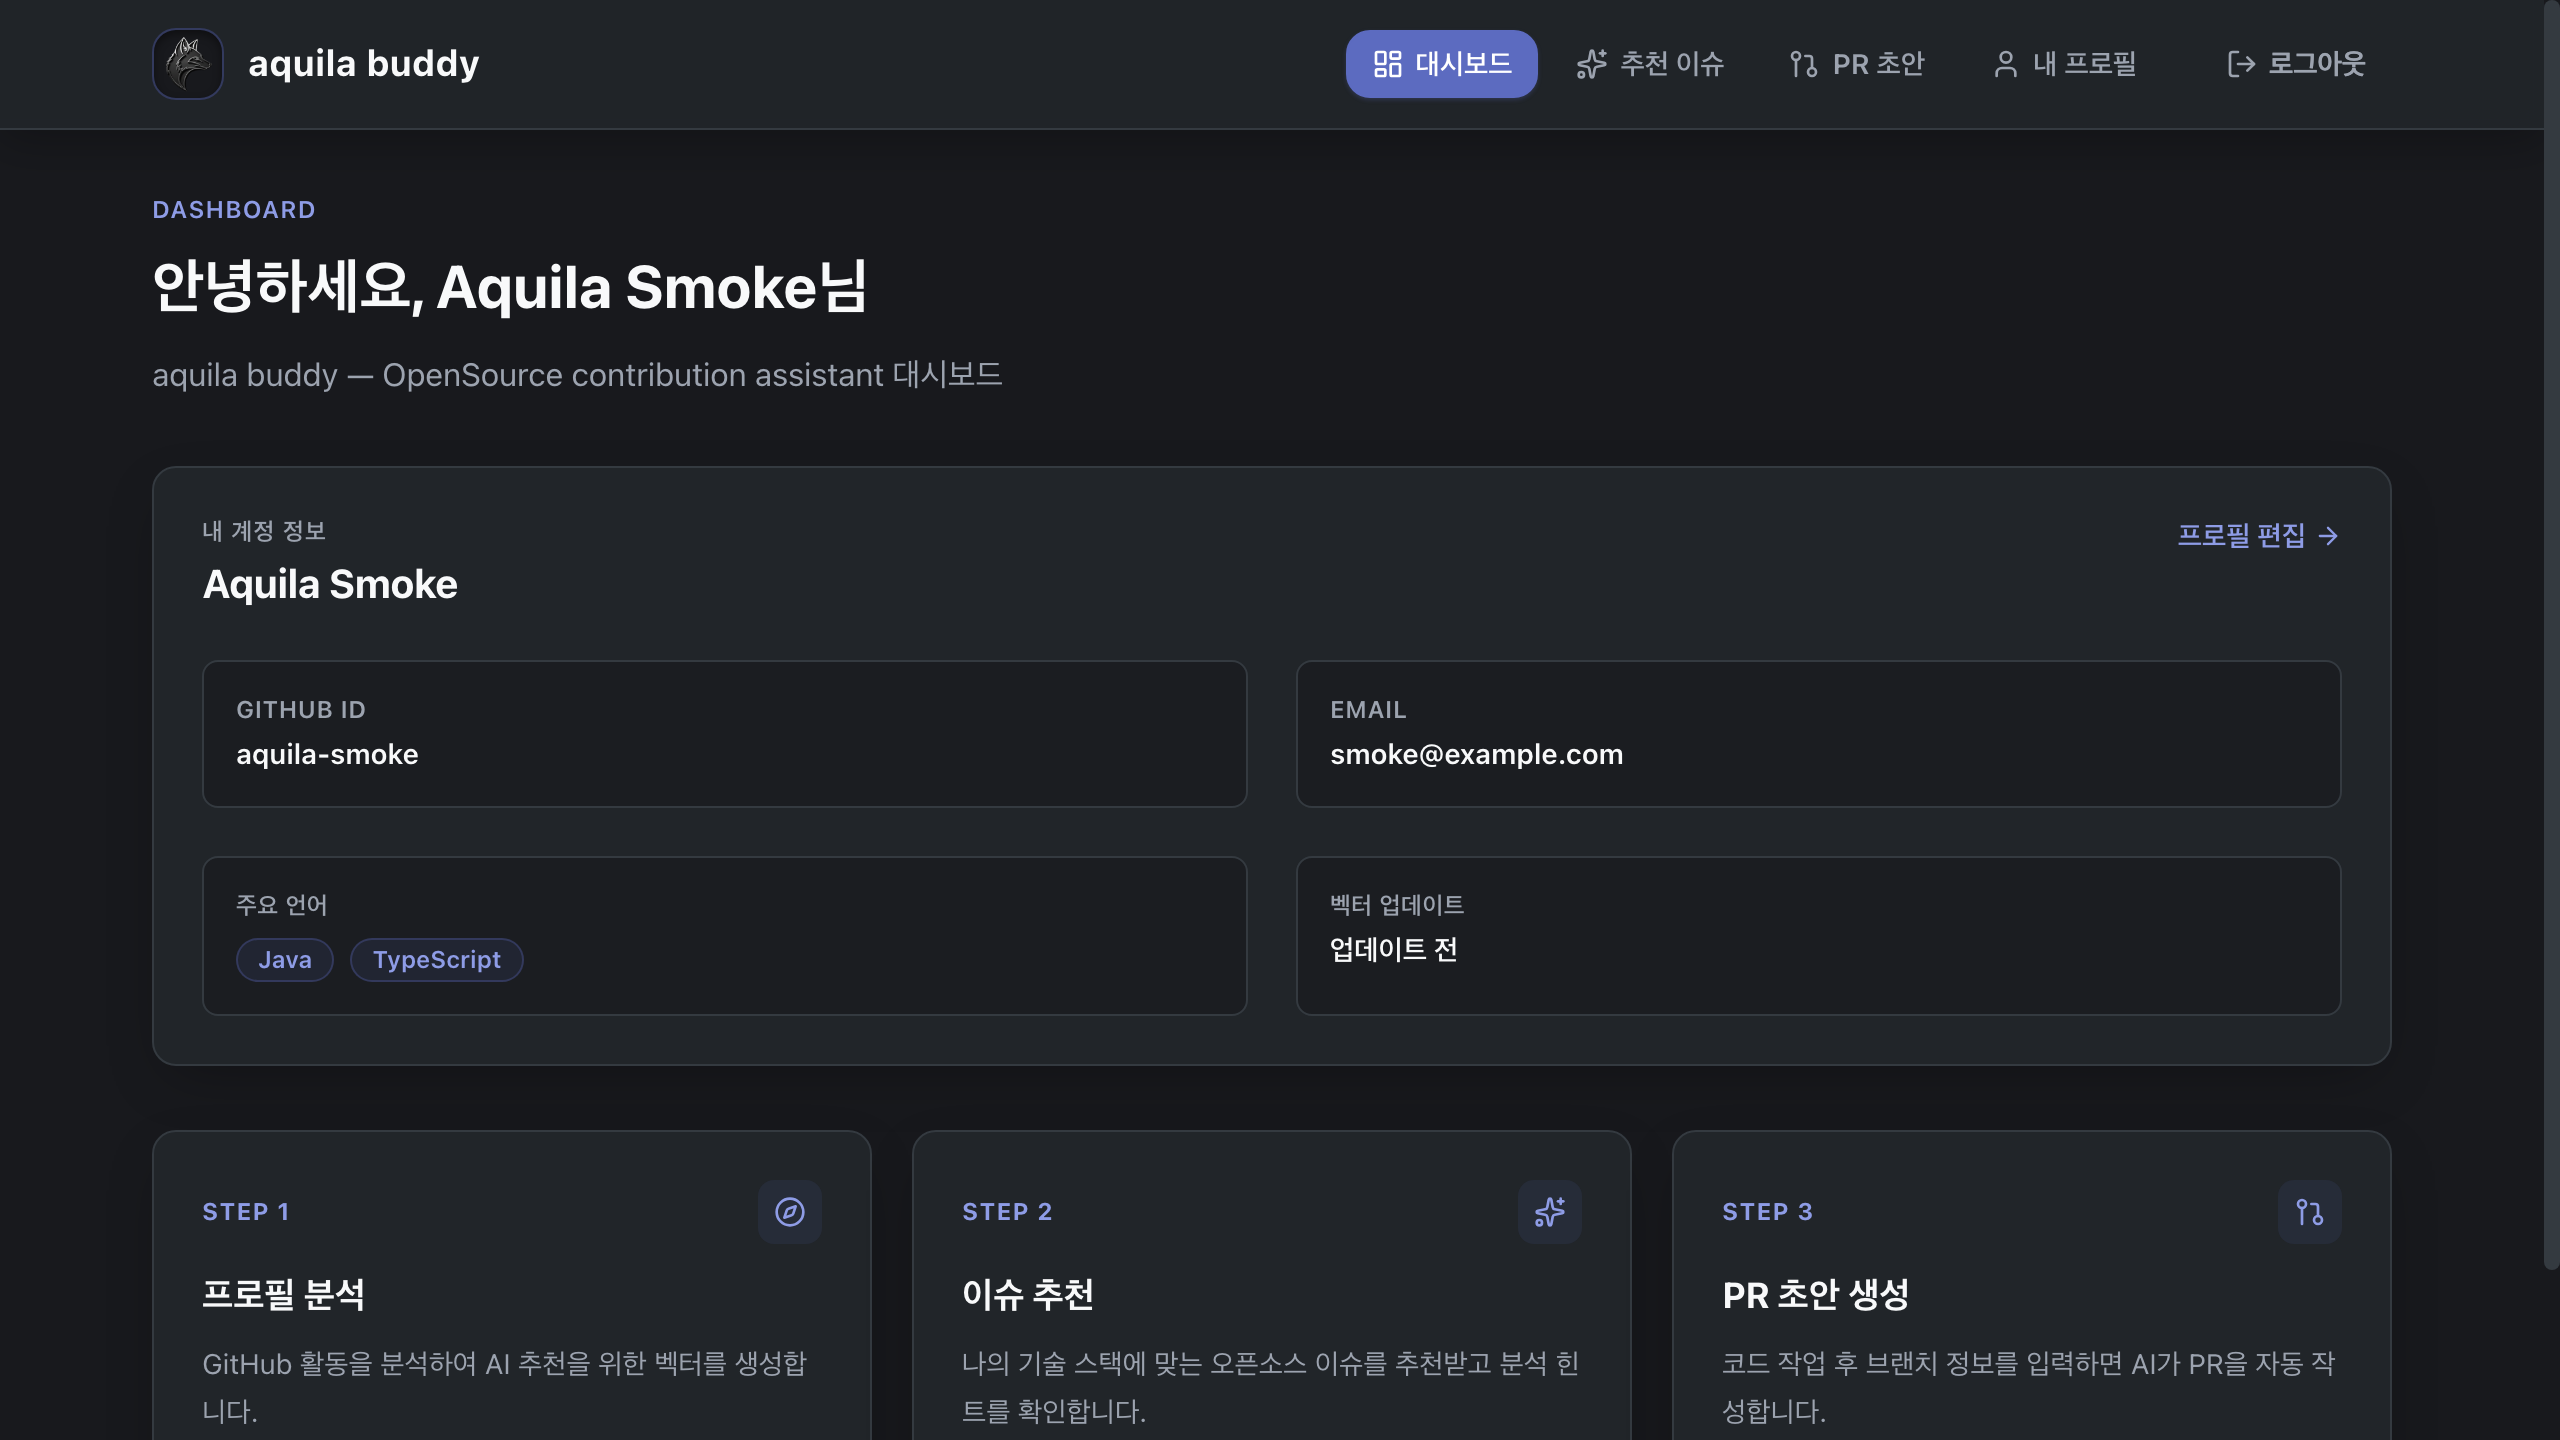 aquila buddy
대시보드
추천 이슈
PR 초안
내 프로필
로그아웃
DASHBOARD
안녕하세요, Aquila Smoke님
aquila buddy — OpenSource contribution assistant 대시보드
내 계정 정보
프로필 편집
Aquila Smoke
GITHUB ID
aquila-smoke
EMAIL
smoke@example.com
주요 언어
Java
TypeScript
벡터 업데이트
업데이트 전
STEP 1
프로필 분석
GitHub 활동을 분석하여 AI 추천을 위한 벡터를 생성합
니다.
STEP 2
이슈 추천
나의 기술 스택에 맞는 오픈소스 이슈를 추천받고 분석 힌
트를 확인합니다.
STEP 3
PR 초안 생성
코드 작업 후 브랜치 정보를 입력하면 AI가 PR을 자동 작
성합니다.